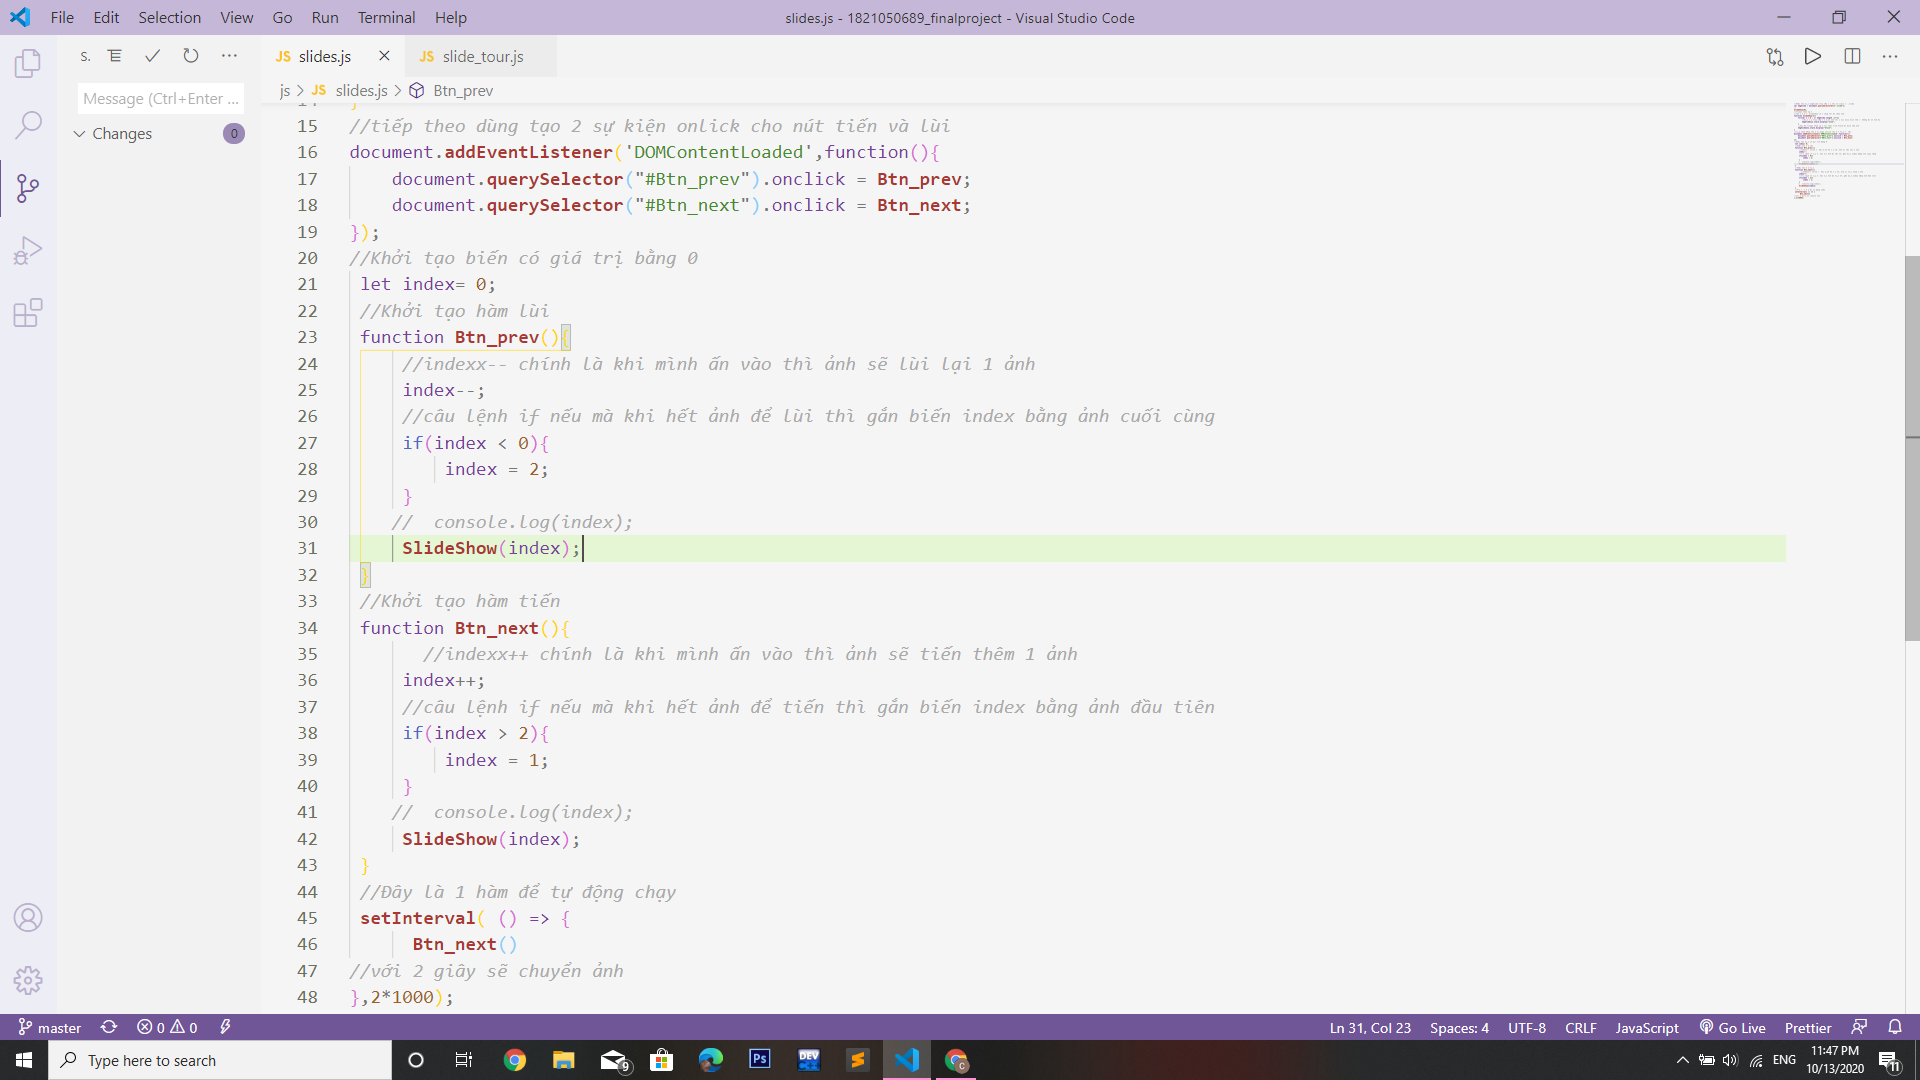 File Edit Selection View Go Run Terminal Help
slides.js - 1821050689_finalproject - Visual Studio Code
S.
JS slides.js
JS slide_tour.js
js > JS slides.js > Btn_prev
Message (Ctrl+Enter ...
Changes 0
15 //tiếp theo dùng tạo 2 sự kiện onlick cho nút tiến và lùi
16 document.addEventListener('DOMContentLoaded',function(){
17 document.querySelector("#Btn_prev").onclick = Btn_prev;
18 document.querySelector("#Btn_next").onclick = Btn_next;
19 });
20 //Khởi tạo biến có giá trị bằng 0
21 let index= 0;
22 //Khởi tạo hàm lùi
23 function Btn_prev(){
24 //indexx-- chính là khi mình ấn vào thì ảnh sẽ lùi lại 1 ảnh
25 index--;
26 //câu lệnh if nếu mà khi hết ảnh để lùi thì gắn biến index bằng ảnh cuối cùng
27 if(index < 0){
28 index = 2;
29 }
30 // console.log(index);
31 SlideShow(index);
32 }
33 //Khởi tạo hàm tiến
34 function Btn_next(){
35 //indexx++ chính là khi mình ấn vào thì ảnh sẽ tiến thêm 1 ảnh
36 index++;
37 //câu lệnh if nếu mà khi hết ảnh để tiến thì gắn biến index bằng ảnh đầu tiên
38 if(index > 2){
39 index = 1;
40 }
41 // console.log(index);
42 SlideShow(index);
43 }
44 //Đây là 1 hàm để tự động chạy
45 setInterval( () => {
46 Btn_next()
47 //với 2 giây sẽ chuyển ảnh
48 },2*1000);
master 0 0
Ln 31, Col 23 Spaces: 4 UTF-8 CRLF JavaScript Go Live Prettier
Type here to search
9
Ps
DEV
C
ENG
11:47 PM
10/13/2020
11